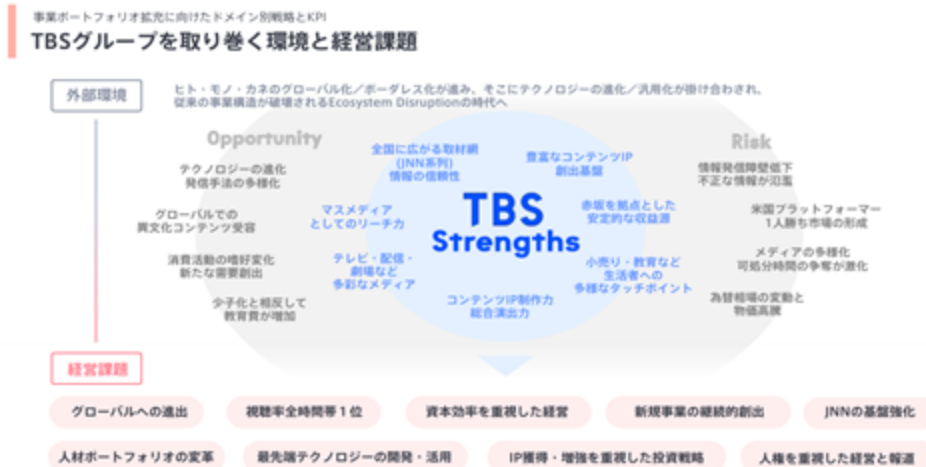 事業ポートフォリオ拡充に向けたドメイン別戦略とKPI
TBSグループを取り巻く環境と経営課題
外部環境
ヒト・モノ・カネのグローバル化／ボーダレス化が進み、そこにテクノロジーの進化／汎用化が掛け合わされ、
従来の事業構造が破壊されるEcosystem Disruptionの時代へ
Opportunity
テクノロジーの進化
発信手法の多様化
グローバルでの
異文化コンテンツ受容
消費活動の嗜好変化
新たな需要創出
少子化と相反して
教育費が増加
全国に広がる取材網
(JNN系列)
情報の信頼性
豊富なコンテンツIP
創出基盤
マスメディア
としてのリーチ力
TBS
Strengths
赤坂を拠点とした
安定的な収益源
テレビ・配信・
劇場など
多彩なメディア
小売り・教育など
生活者への
多様なタッチポイント
コンテンツIP制作力
総合演出力
Risk
情報発信障壁低下
不正な情報が氾濫
米国プラットフォーマー
1人勝ち市場の形成
メディアの多様化
可処分時間の争奪が激化
為替相場の変動と
物価高騰
経営課題
グローバルへの進出
視聴率全時間帯１位
資本効率を重視した経営
新規事業の継続的創出
JNNの基盤強化
人材ポートフォリオの変革
最先端テクノロジーの開発・活用
IP獲得・増強を重視した投資戦略
人権を重視した経営と報道